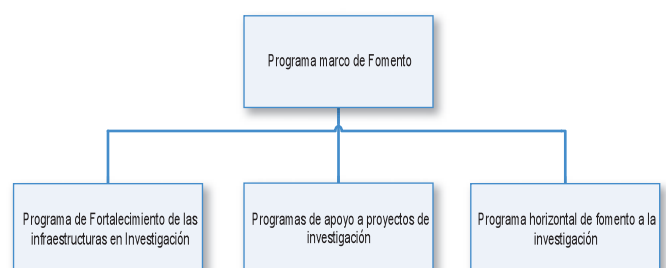 Programa marco de Fomento
Programa de Fortalecimiento de las
infraestructuras en Investigación
Programas de apoyo a proyectos de
investigación
Programa horizontal de fomento a la
investigación